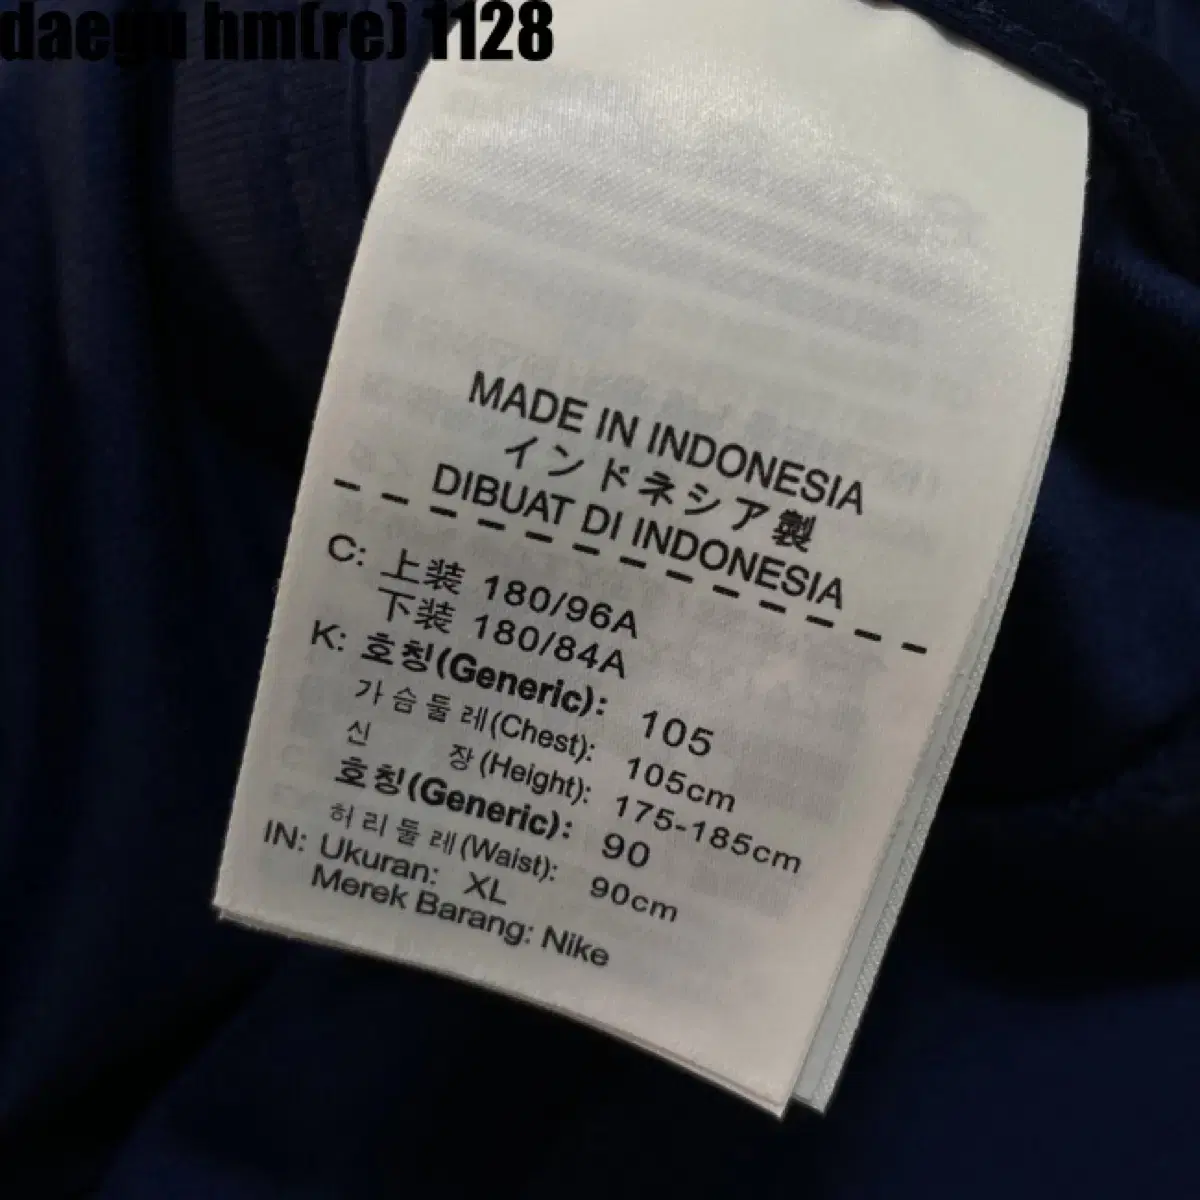 daegu hm(re) 1128
MADE IN INDONESIA
インドネシア製
DIBUAT DI INDONESIA
C: 上装 180/96A
下装 180/84A
K: 호칭(Generic): 105
가슴둘레(Chest): 105cm
신 장(Height): 175-185cm
호칭(Generic): 90
허리둘레(Waist): 90cm
IN: Ukuran: XL
Merek Barang: Nike